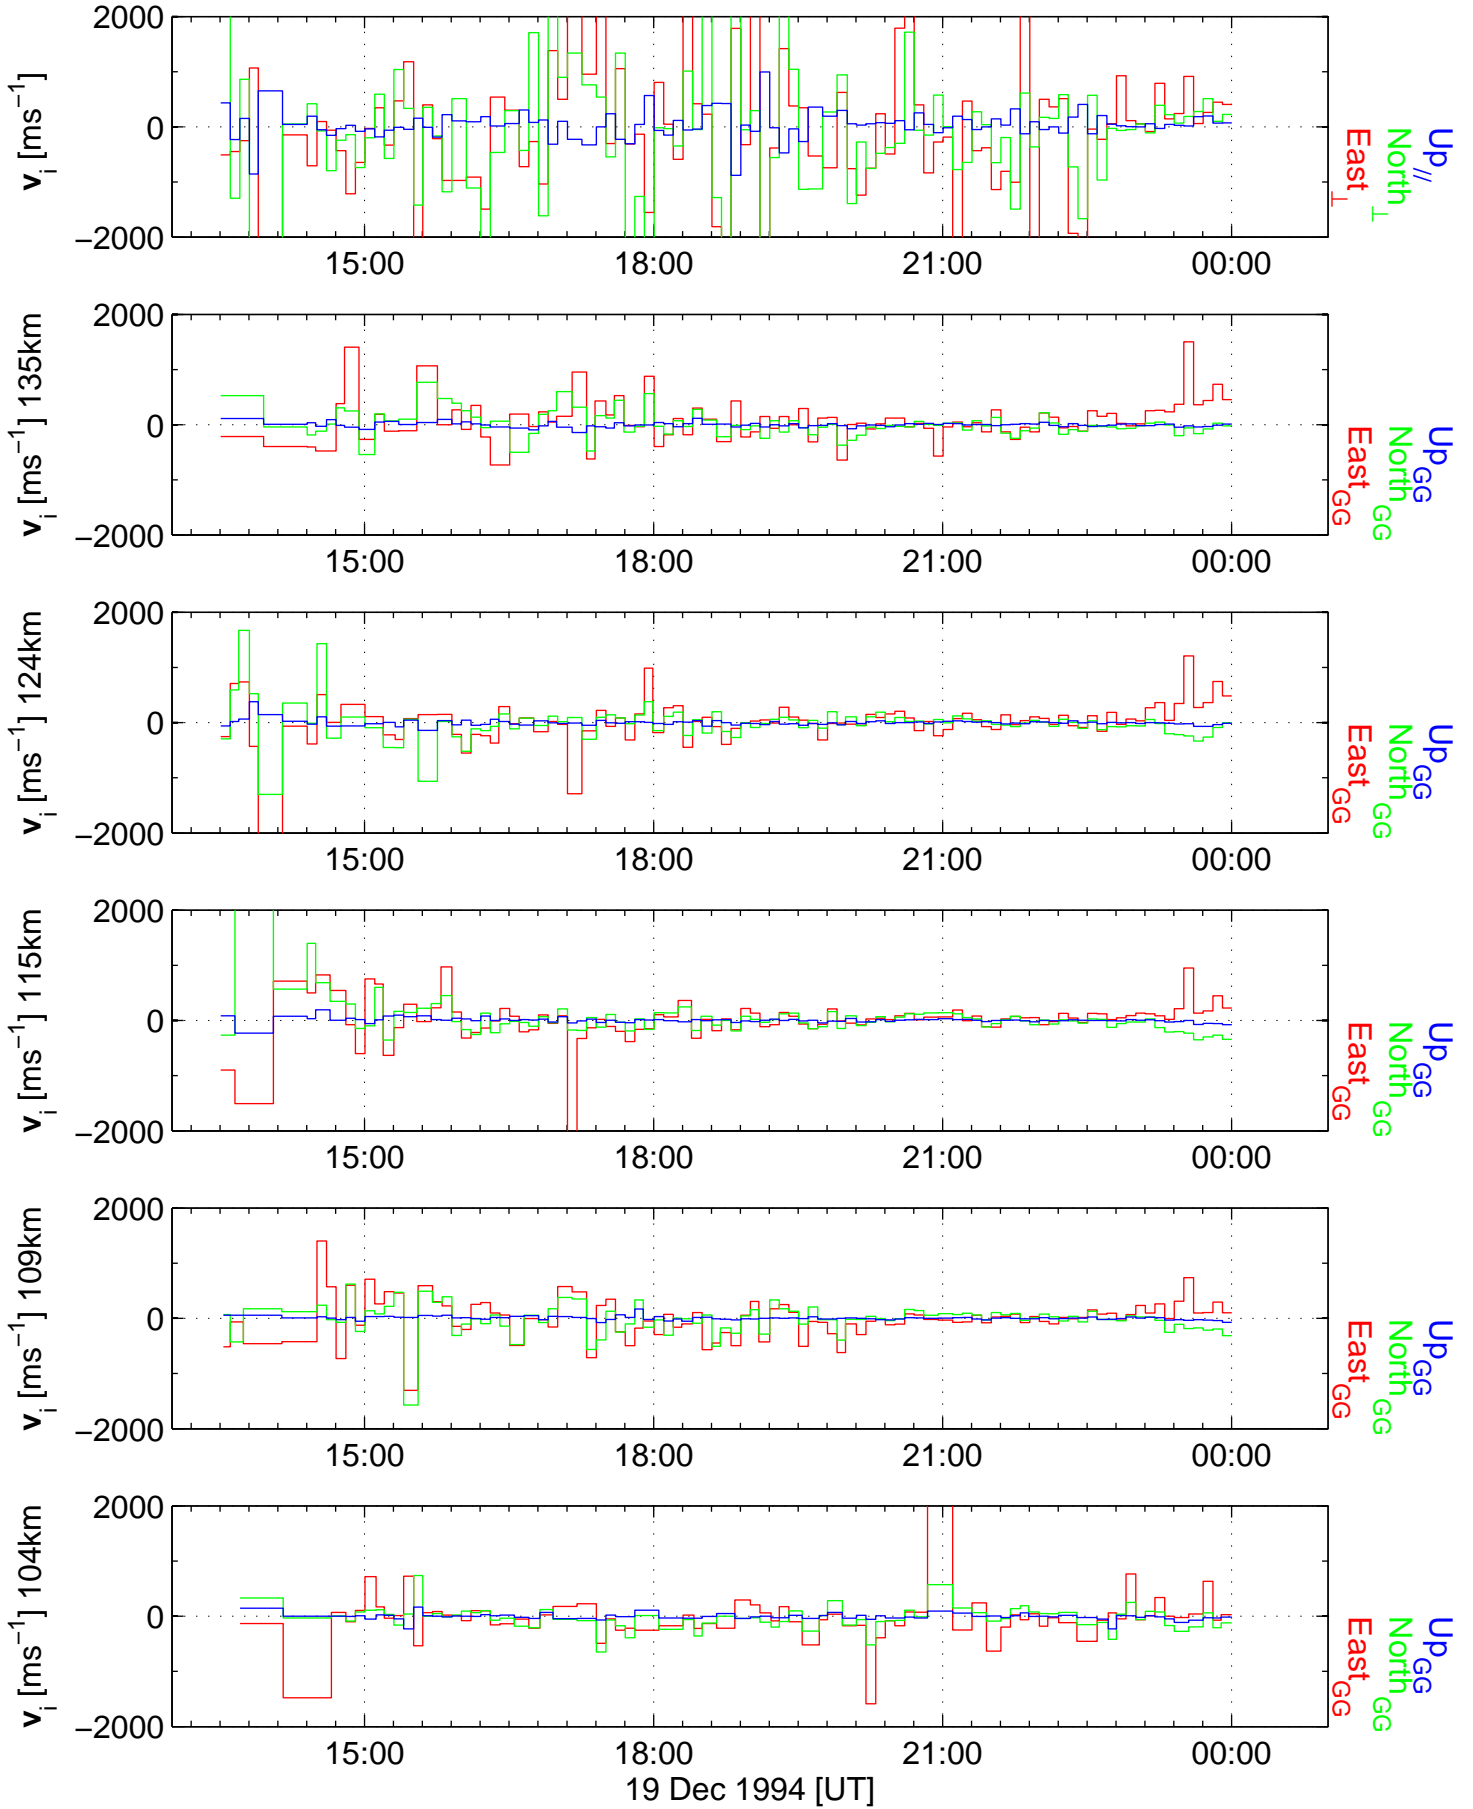 2000
0
−2000
v_i [ms⁻¹]
15:00 18:00 21:00 00:00
East_⊥
North_⊥
Up_//
2000
0
−2000
v_i [ms⁻¹] 135km
15:00 18:00 21:00 00:00
East_GG
North_GG
Up_GG
2000
0
−2000
v_i [ms⁻¹] 124km
15:00 18:00 21:00 00:00
East_GG
North_GG
Up_GG
2000
0
−2000
v_i [ms⁻¹] 115km
15:00 18:00 21:00 00:00
East_GG
North_GG
Up_GG
2000
0
−2000
v_i [ms⁻¹] 109km
15:00 18:00 21:00 00:00
East_GG
North_GG
Up_GG
2000
0
−2000
v_i [ms⁻¹] 104km
15:00 18:00 21:00 00:00
East_GG
North_GG
Up_GG
19 Dec 1994 [UT]